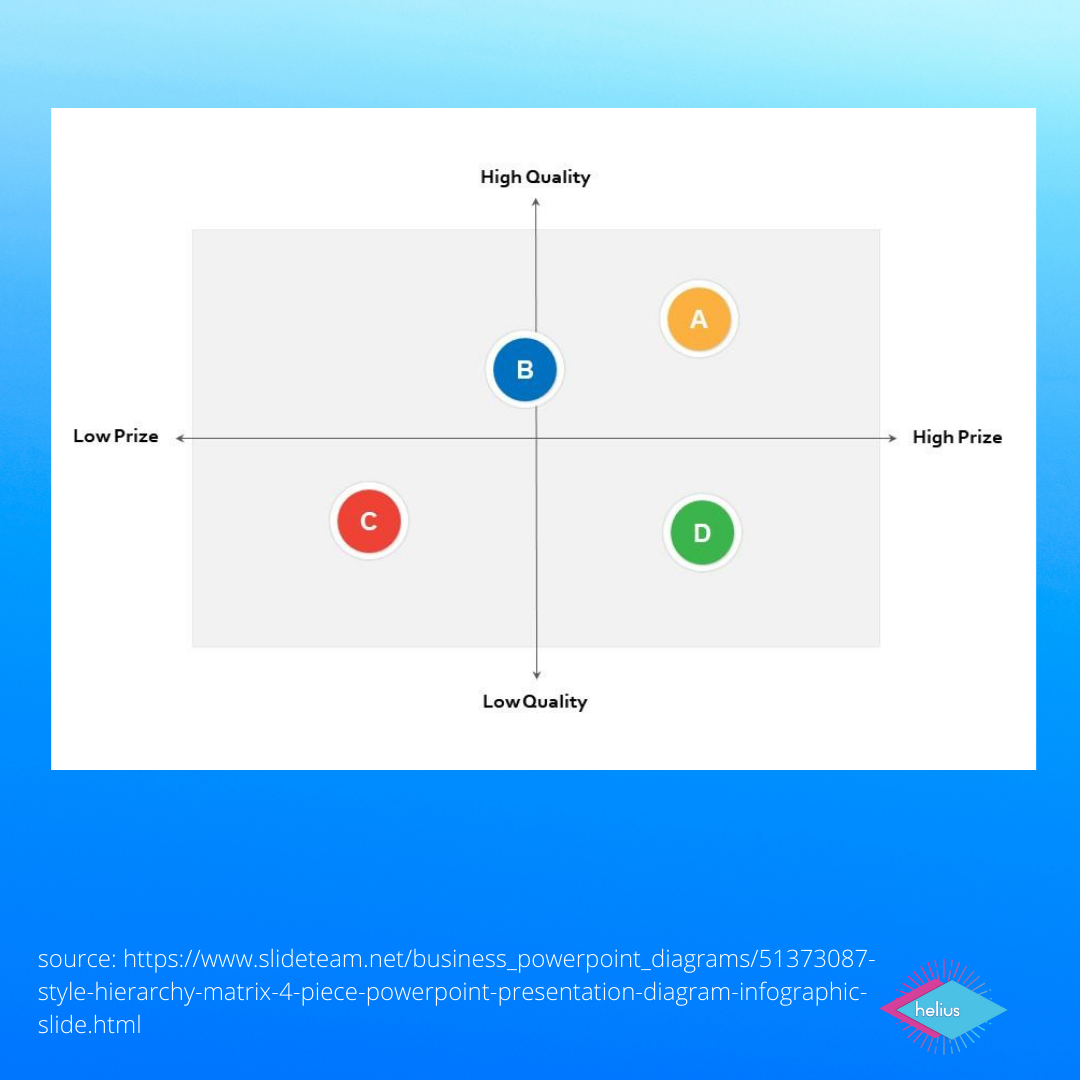 High Quality
A
B
Low Prize
High Prize
C
D
Low Quality
source: https://www.slideteam.net/business_powerpoint_diagrams/51373087-
style-hierarchy-matrix-4-piece-powerpoint-presentation-diagram-infographic-
slide.html
helius